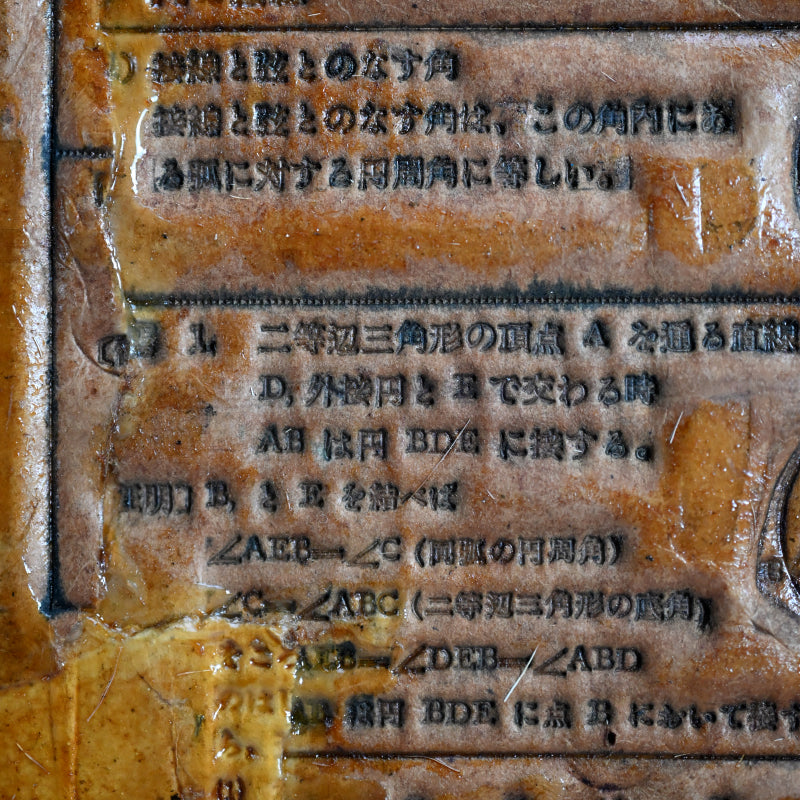 接線と弦とのなす角
接線と弦とのなす角は、この角内にあ
る弧に対する円周角に等しい。
1. 二等辺三角形の頂点 A を通る直線
D, 外接円と E で交わる時
AB は円 BDE に接する。
B, と E を結べば
∠AEB=∠C (同弧の円周角)
∠C=∠ABC (二等辺三角形の底角)
AEB=∠DEB=∠ABD
円 BDE に点 B において接す